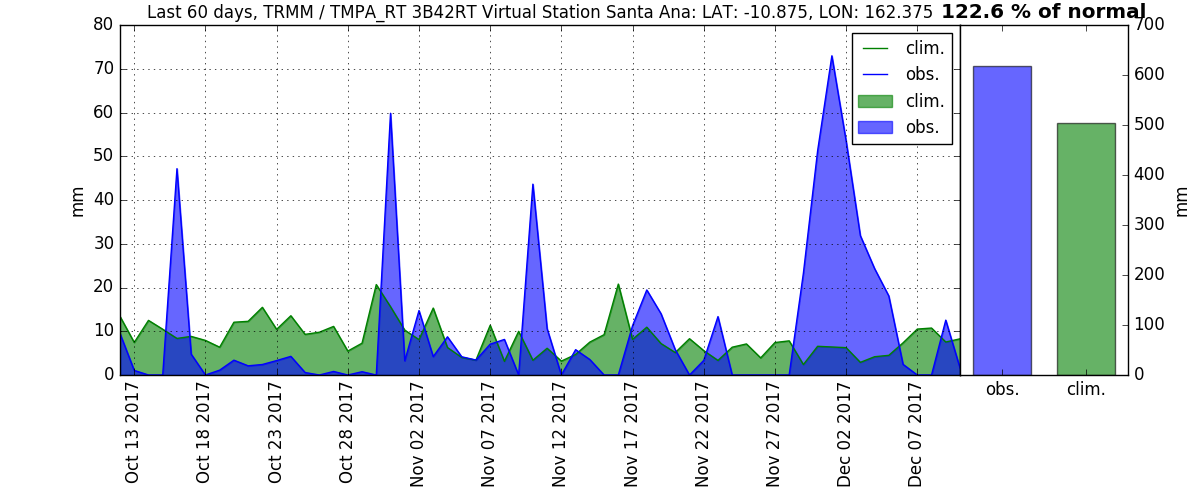 Last 60 days, TRMM / TMPA_RT 3B42RT Virtual Station Santa Ana: LAT: -10.875, LON: 162.375 122.6 % of normal
80
70
60
50
40
30
20
10
0
mm
clim.
obs.
clim.
obs.
700
600
500
400
300
200
100
0
mm
obs. clim.
Oct 13 2017
Oct 18 2017
Oct 23 2017
Oct 28 2017
Nov 02 2017
Nov 07 2017
Nov 12 2017
Nov 17 2017
Nov 22 2017
Nov 27 2017
Dec 02 2017
Dec 07 2017